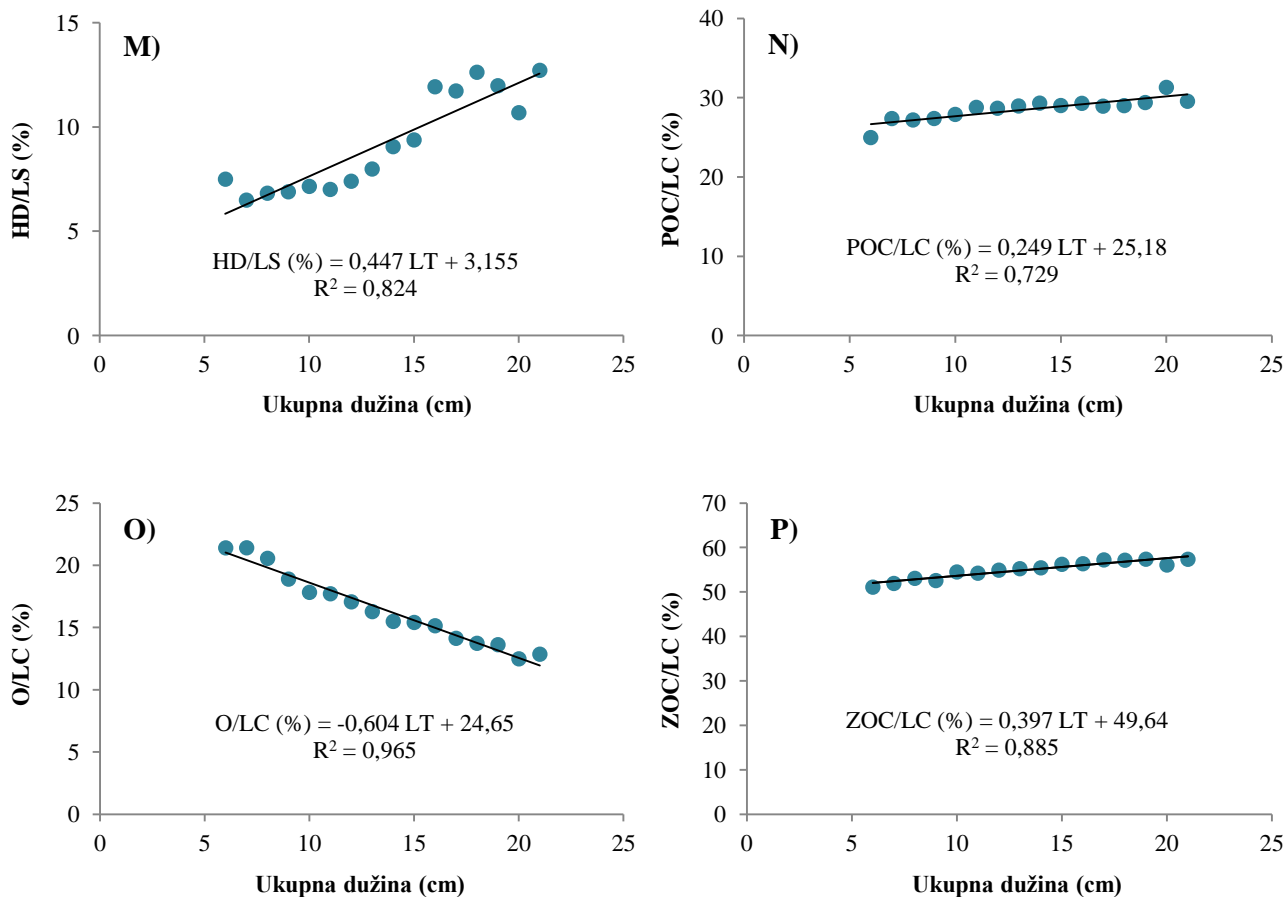 M)
HD/LS (%)
15
10
5
0
HD/LS (%) = 0,447 LT + 3,155
R² = 0,824
0 5 10 15 20 25
Ukupna dužina (cm)
N)
POC/LC (%)
40
30
20
10
0
POC/LC (%) = 0,249 LT + 25,18
R² = 0,729
0 5 10 15 20 25
Ukupna dužina (cm)
O)
O/LC (%)
25
20
15
10
5
0
O/LC (%) = -0,604 LT + 24,65
R² = 0,965
0 5 10 15 20 25
Ukupna dužina (cm)
P)
ZOC/LC (%)
70
60
50
40
30
20
10
0
ZOC/LC (%) = 0,397 LT + 49,64
R² = 0,885
0 5 10 15 20 25
Ukupna dužina (cm)